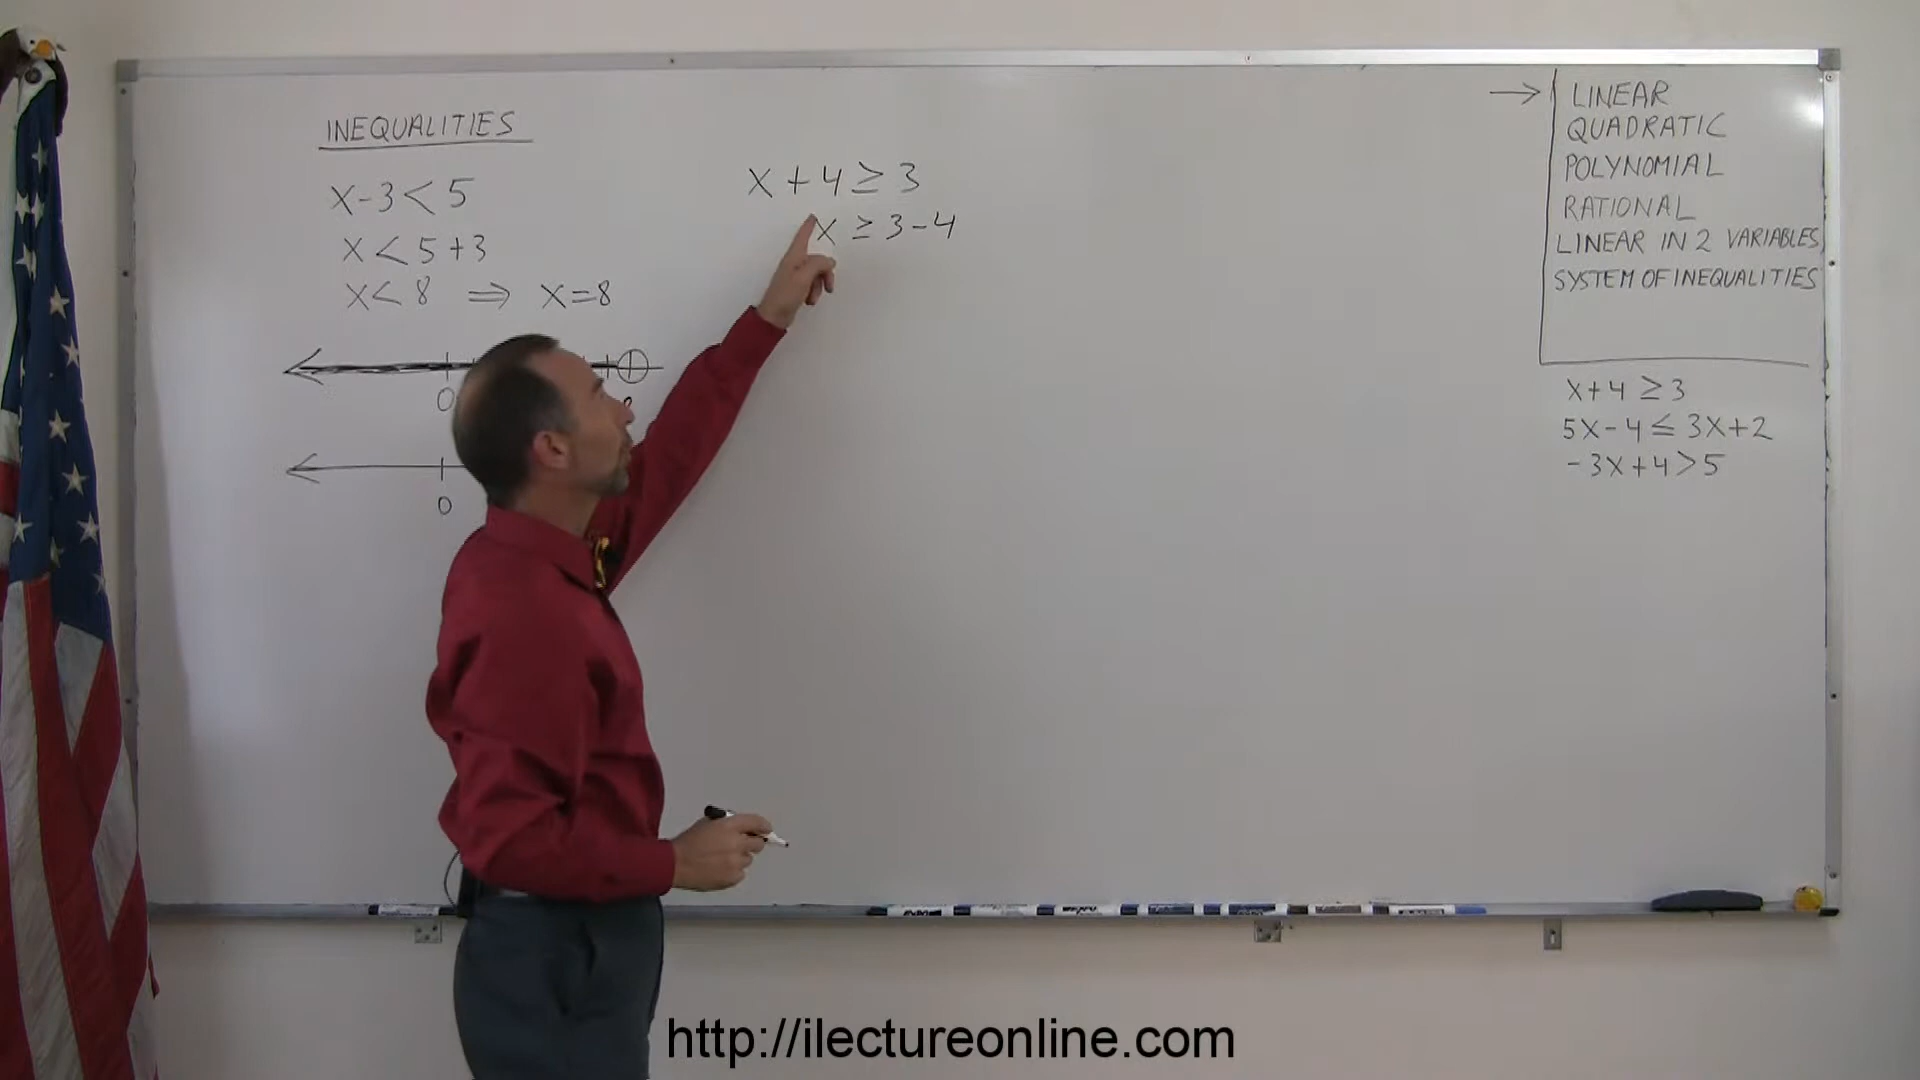 INEQUALITIES
X-3<5
X<5+3
X<8 ⇒ X=8
0
0
X+4≥3
X≥3-4
→ LINEAR
QUADRATIC
POLYNOMIAL
RATIONAL
LINEAR IN 2 VARIABLES
SYSTEM OF INEQUALITIES
X+4≥3
5X-4≤3X+2
-3X+4>5
http://ilectureonline.com